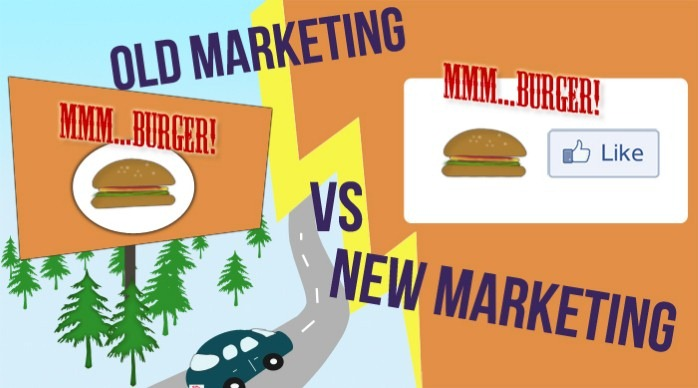 OLD MARKETING
MMM...BURGER!
VS
MMM...BURGER!
Like
NEW MARKETING